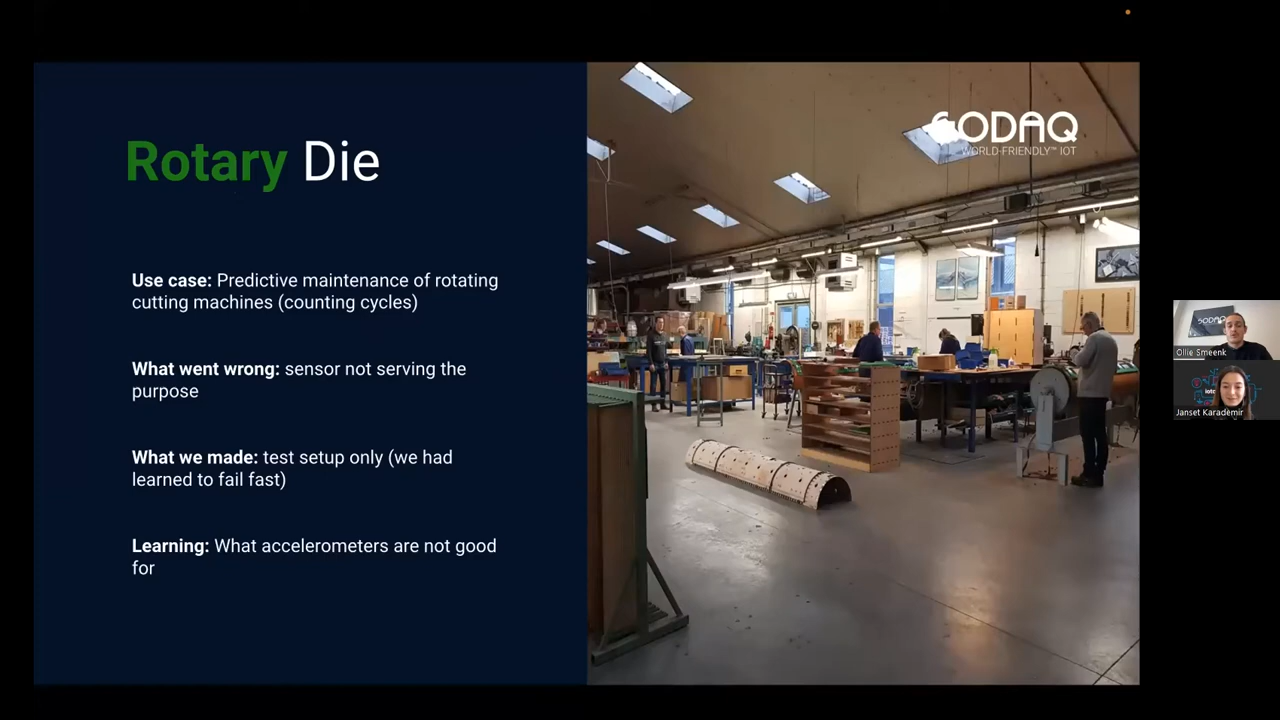 Rotary Die
Use case: Predictive maintenance of rotating
cutting machines (counting cycles)
What went wrong: sensor not serving the
purpose
What we made: test setup only (we had
learned to fail fast)
Learning: What accelerometers are not good
for
SODAQ
WORLD-FRIENDLY™ IOT
SODAQ
Ollie Smeenk
Janset Karademir